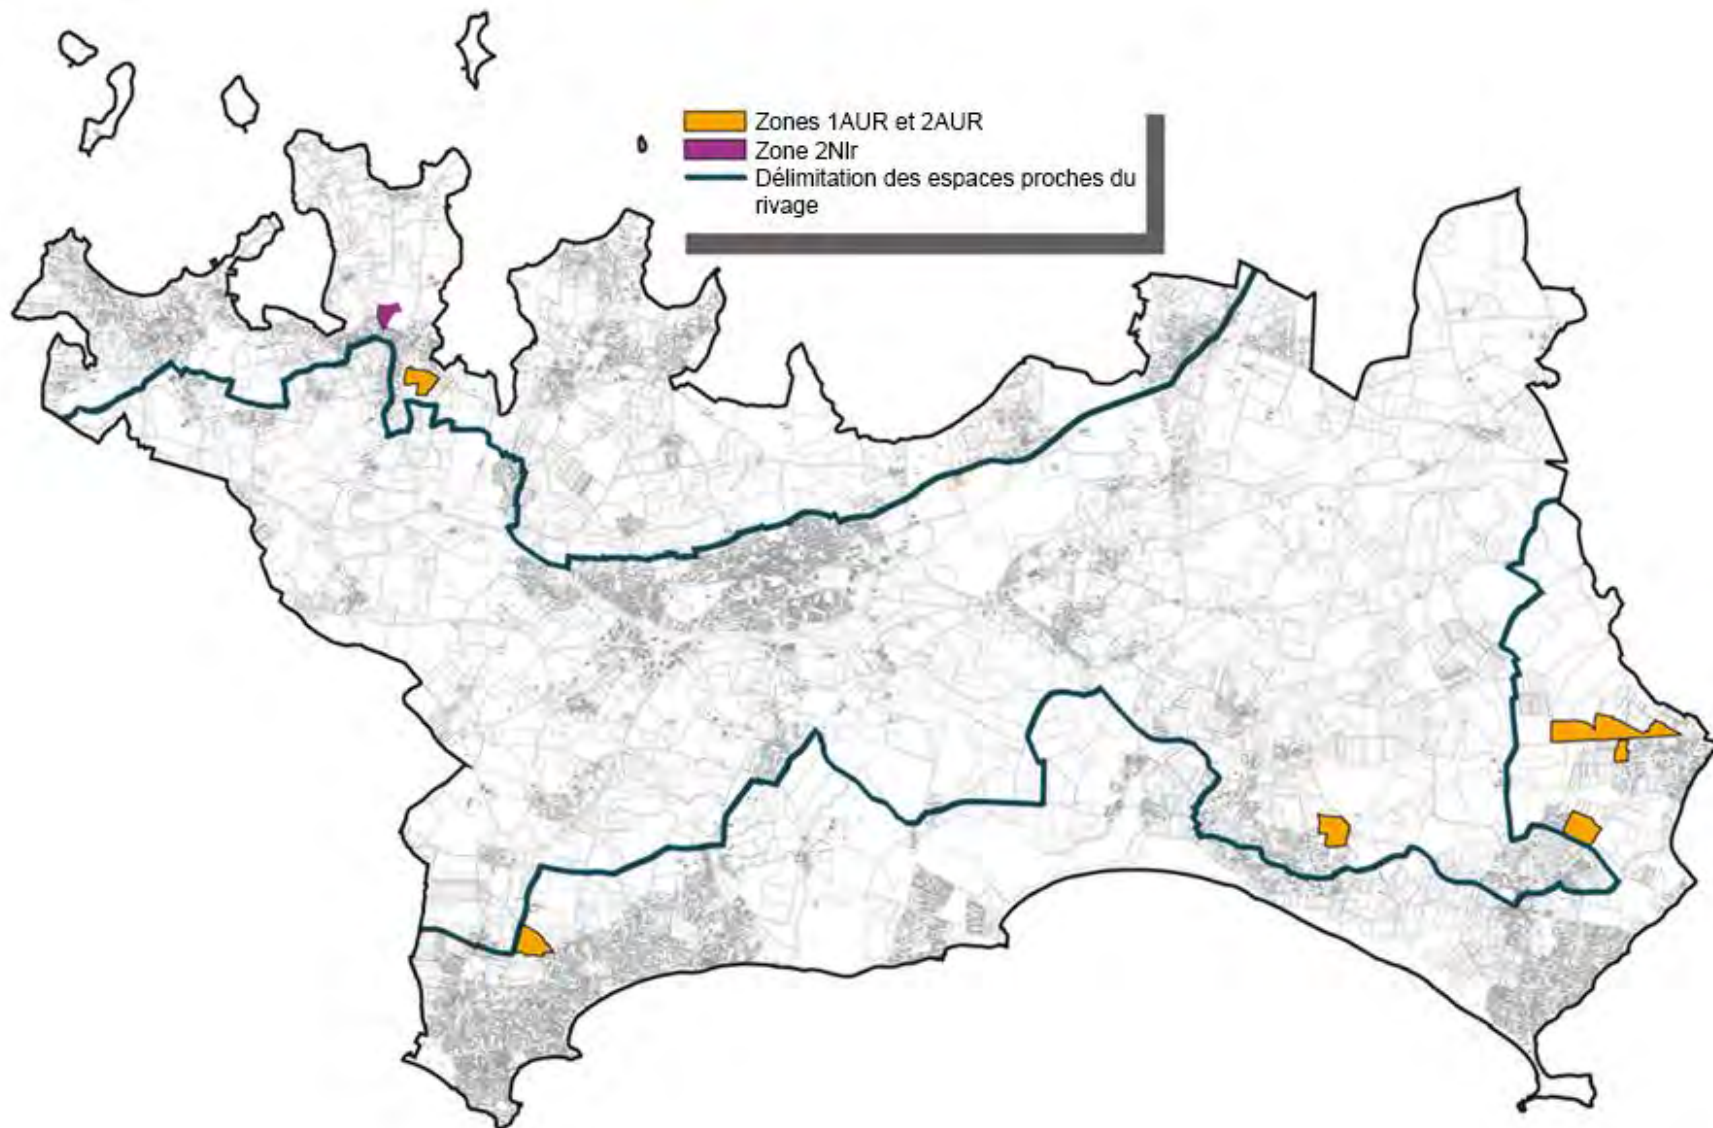 Zones 1AUR et 2AUR
Zone 2Nlr
Délimitation des espaces proches du
rivage